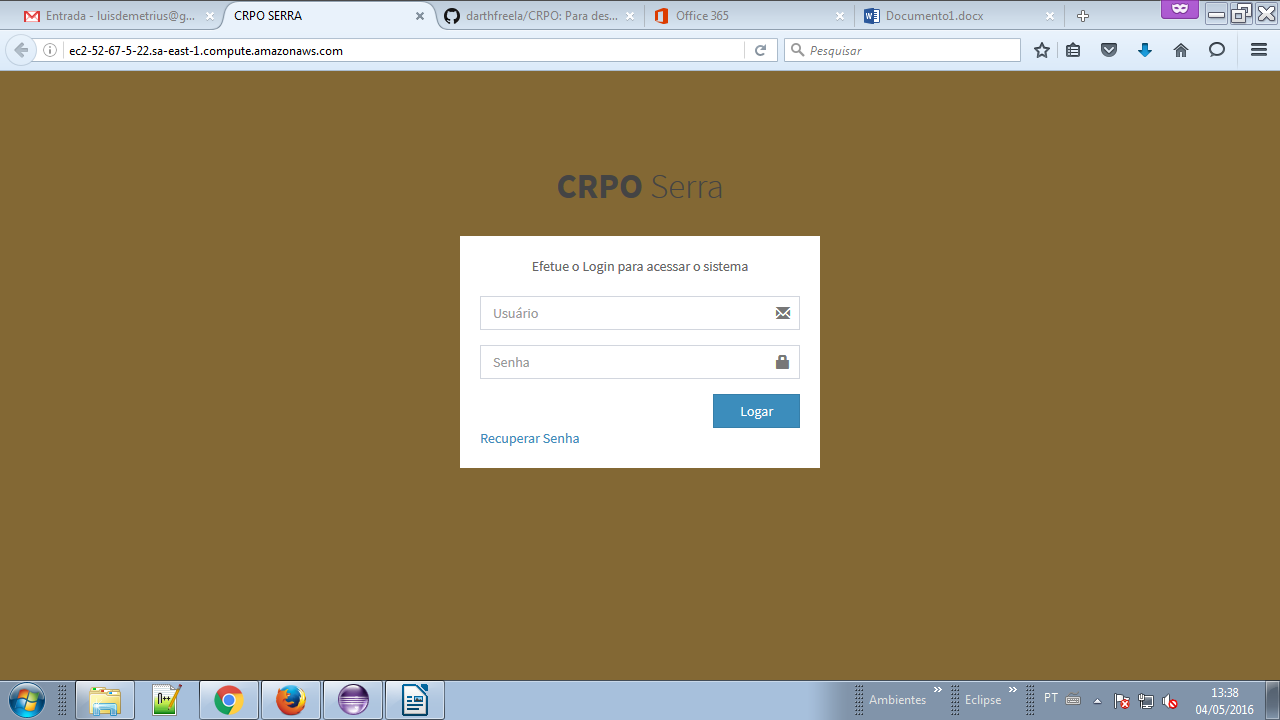 Entrada - luisdemetrius@g...
CRPO SERRA
darthfreela/CRPO: Para des...
Office 365
Documento1.docx
ec2-52-67-5-22.sa-east-1.compute.amazonaws.com
Pesquisar
CRPO Serra
Efetue o Login para acessar o sistema
Usuário
Senha
Logar
Recuperar Senha
Ambientes
Eclipse
PT
13:38
04/05/2016